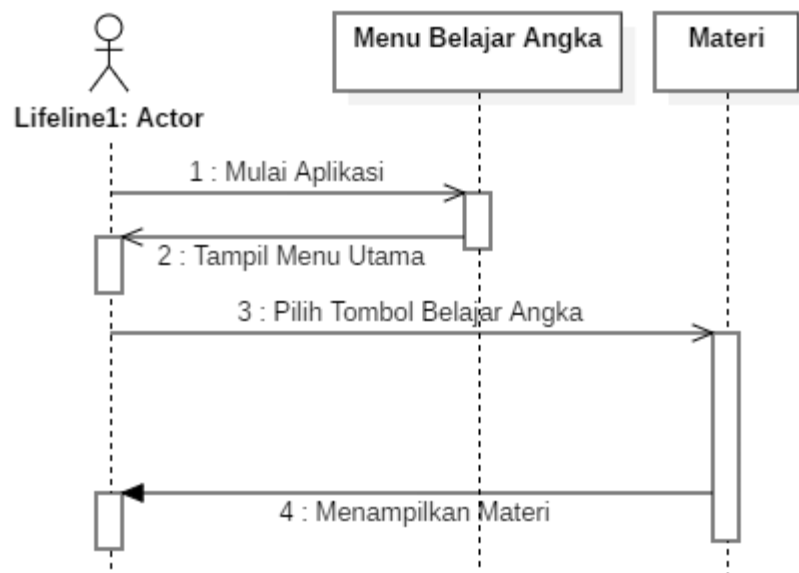 Menu Belajar Angka
Materi
Lifeline1: Actor
1 : Mulai Aplikasi
2 : Tampil Menu Utama
3 : Pilih Tombol Belajar Angka
4 : Menampilkan Materi